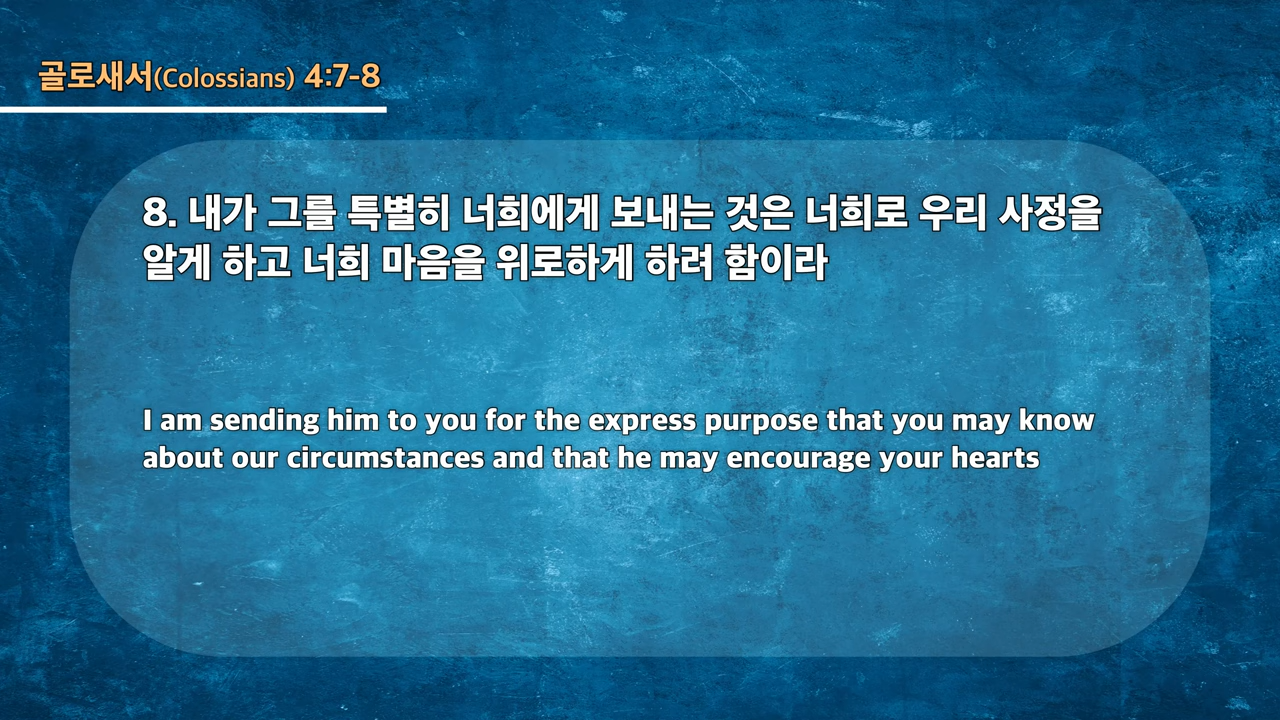 골로새서(Colossians) 4:7-8
8. 내가 그를 특별히 너희에게 보내는 것은 너희로 우리 사정을
알게 하고 너희 마음을 위로하게 하려 함이라
I am sending him to you for the express purpose that you may know
about our circumstances and that he may encourage your hearts